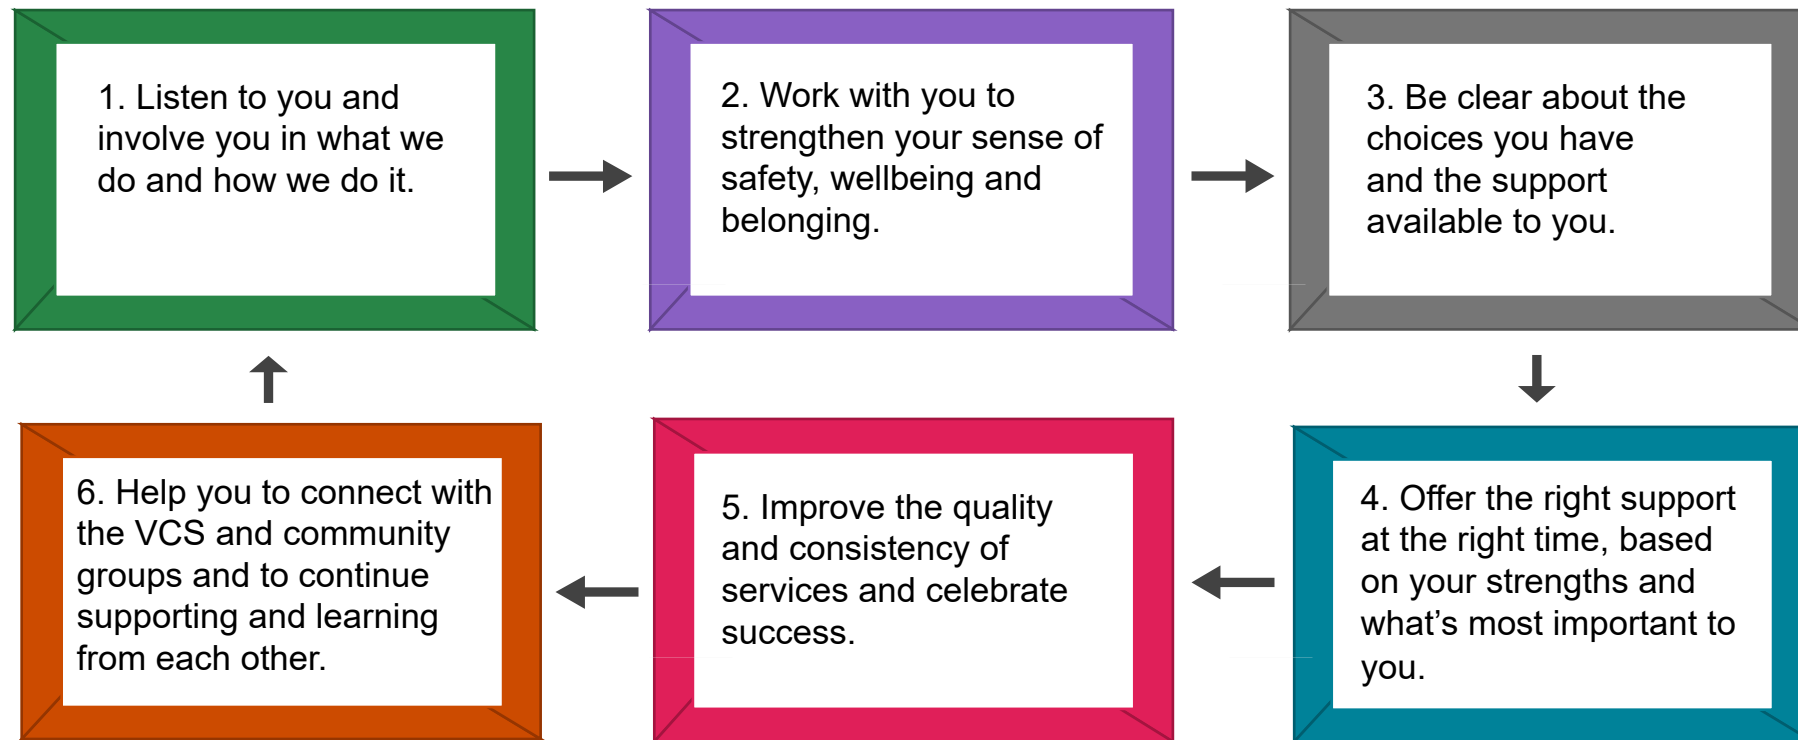 1. Listen to you and
involve you in what we
do and how we do it.
2. Work with you to
strengthen your sense of
safety, wellbeing and
belonging.
3. Be clear about the
choices you have
and the support
available to you.
4. Offer the right support
at the right time, based
on your strengths and
what’s most important to
you.
5. Improve the quality
and consistency of
services and celebrate
success.
6. Help you to connect with
the VCS and community
groups and to continue
supporting and learning
from each other.